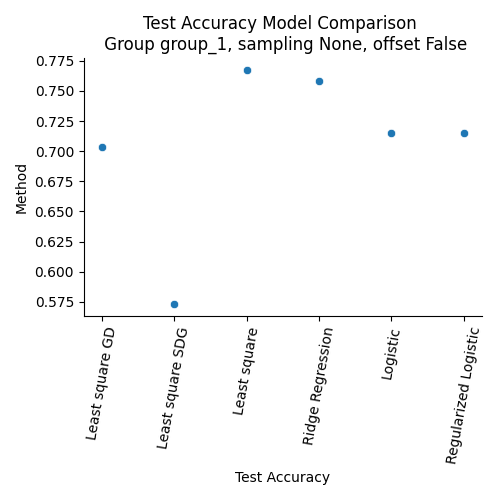 Test Accuracy Model Comparison
Group group_1, sampling None, offset False
0.775
0.750
0.725
0.700
0.675
0.650
0.625
0.600
0.575
Method
Least square GD
Least square SDG
Least square
Ridge Regression
Logistic
Regularized Logistic
Test Accuracy